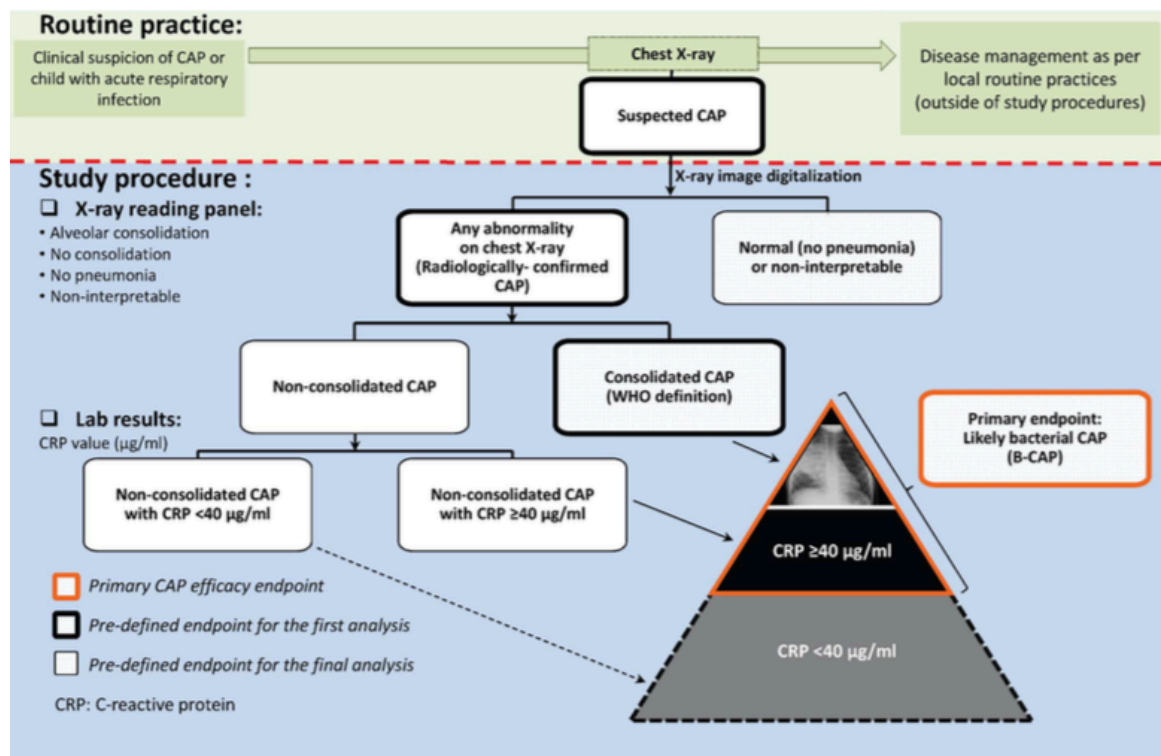 Routine practice:
Clinical suspicion of CAP or
child with acute respiratory
infection
Chest X-ray
Disease management as per
local routine practices
(outside of study procedures)
Suspected CAP
Study procedure :
X-ray image digitalization
❑ X-ray reading panel:
• Alveolar consolidation
• No consolidation
• No pneumonia
• Non-interpretable
Any abnormality
on chest X-ray
(Radiologically- confirmed
CAP)
Normal (no pneumonia)
or non-interpretable
Non-consolidated CAP
Consolidated CAP
(WHO definition)
Primary endpoint:
Likely bacterial CAP
(B-CAP)
❑ Lab results:
CRP value (µg/ml)
Non-consolidated CAP
with CRP <40 µg/ml
Non-consolidated CAP
with CRP ≥40 µg/ml
CRP ≥40 µg/ml
CRP <40 µg/ml
Primary CAP efficacy endpoint
Pre-defined endpoint for the first analysis
Pre-defined endpoint for the final analysis
CRP: C-reactive protein